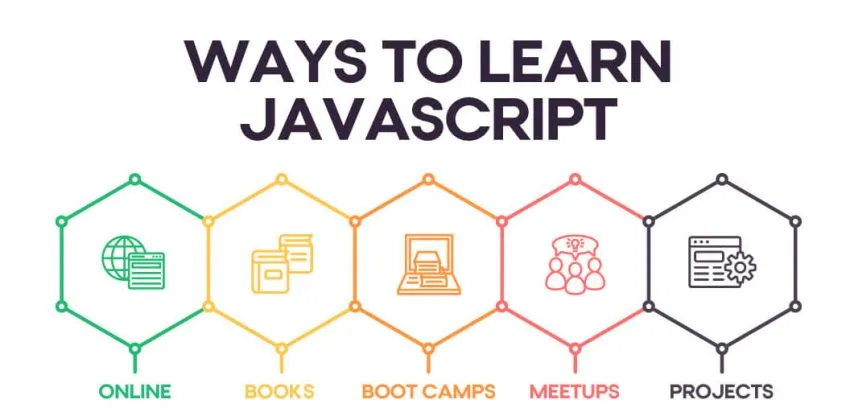 WAYS TO LEARN
JAVASCRIPT
ONLINE
BOOKS
BOOT CAMPS
MEETUPS
PROJECTS